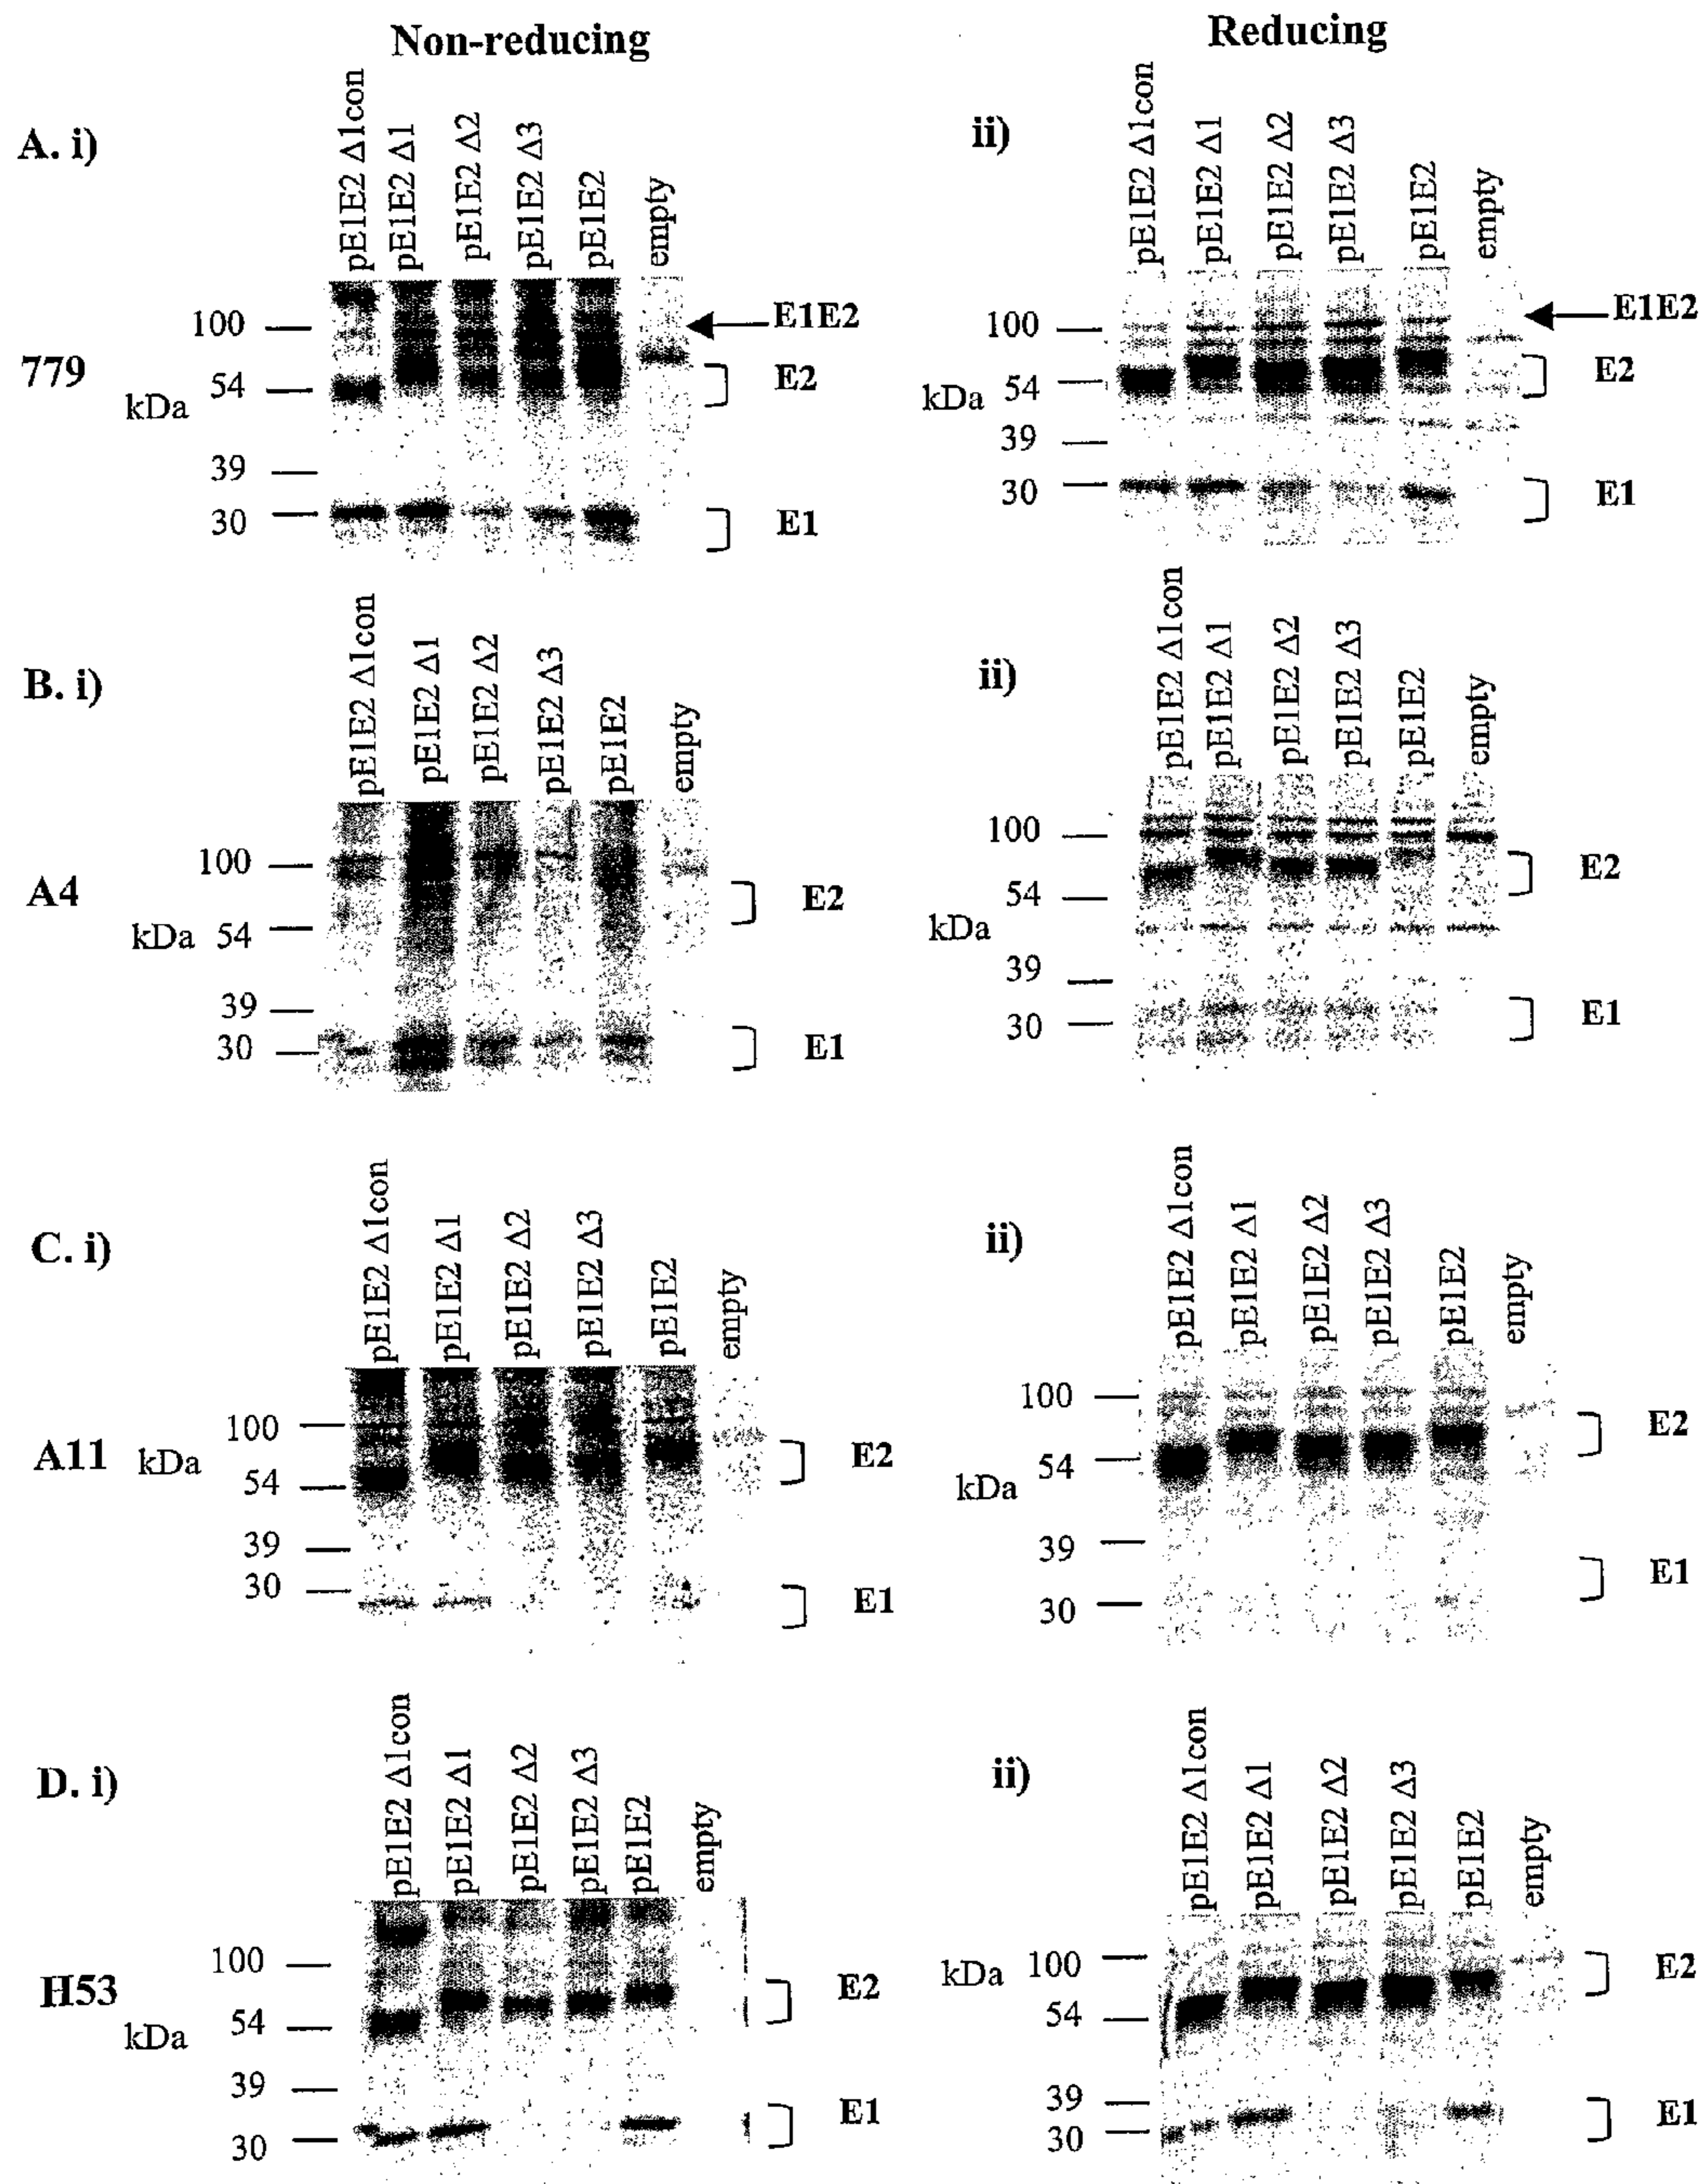 Non-reducing
Reducing
A. i)
pE1E2 Δ1con
pE1E2 Δ1
pE1E2 Δ2
pE1E2 Δ3
pE1E2
empty
779
100
kDa 54
39
30
E1E2
E2
E1
ii)
pE1E2 Δ1con
pE1E2 Δ1
pE1E2 Δ2
pE1E2 Δ3
pE1E2
empty
100
kDa 54
39
30
E1E2
E2
E1
B. i)
pE1E2 Δ1con
pE1E2 Δ1
pE1E2 Δ2
pE1E2 Δ3
pE1E2
empty
A4
100
kDa 54
39
30
E2
E1
ii)
pE1E2 Δ1con
pE1E2 Δ1
pE1E2 Δ2
pE1E2 Δ3
pE1E2
empty
100
54
kDa
39
30
E2
E1
C. i)
pE1E2 Δ1con
pE1E2 Δ1
pE1E2 Δ2
pE1E2 Δ3
pE1E2
empty
100
A11 kDa
54
39
30
E2
E1
ii)
pE1E2 Δ1con
pE1E2 Δ1
pE1E2 Δ2
pE1E2 Δ3
pE1E2
empty
100
54
kDa
39
30
E2
E1
D. i)
pE1E2 Δ1con
pE1E2 Δ1
pE1E2 Δ2
pE1E2 Δ3
pE1E2
empty
100
H53
54
kDa
39
30
E2
E1
ii)
pE1E2 Δ1con
pE1E2 Δ1
pE1E2 Δ2
pE1E2 Δ3
pE1E2
empty
kDa 100
54
39
30
E2
E1